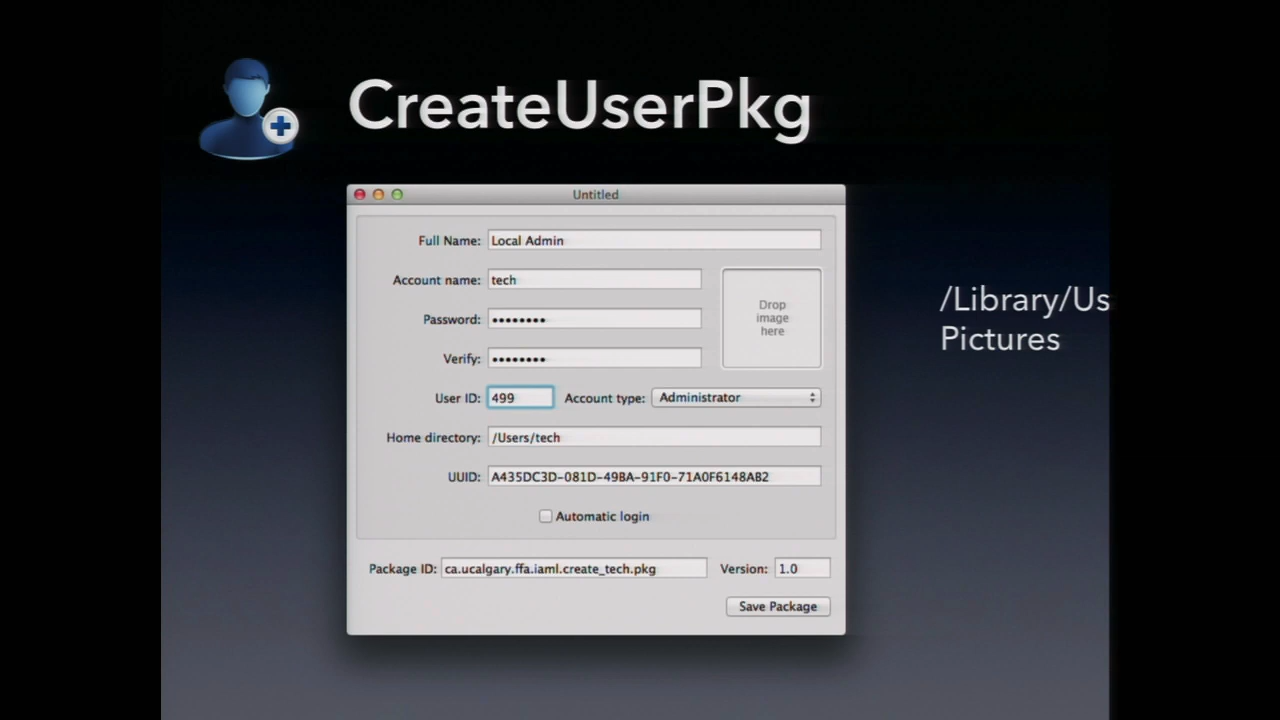 CreateUserPkg
Untitled
Full Name: Local Admin
Account name: tech
Drop
image
here
Password: ••••••••
Verify: ••••••••
User ID: 499 Account type: Administrator
Home directory: /Users/tech
UUID: A435DC3D-081D-49BA-91F0-71A0F6148AB2
Automatic login
Package ID: ca.ucalgary.ffa.iaml.create_tech.pkg Version: 1.0
Save Package
/Library/Us
Pictures